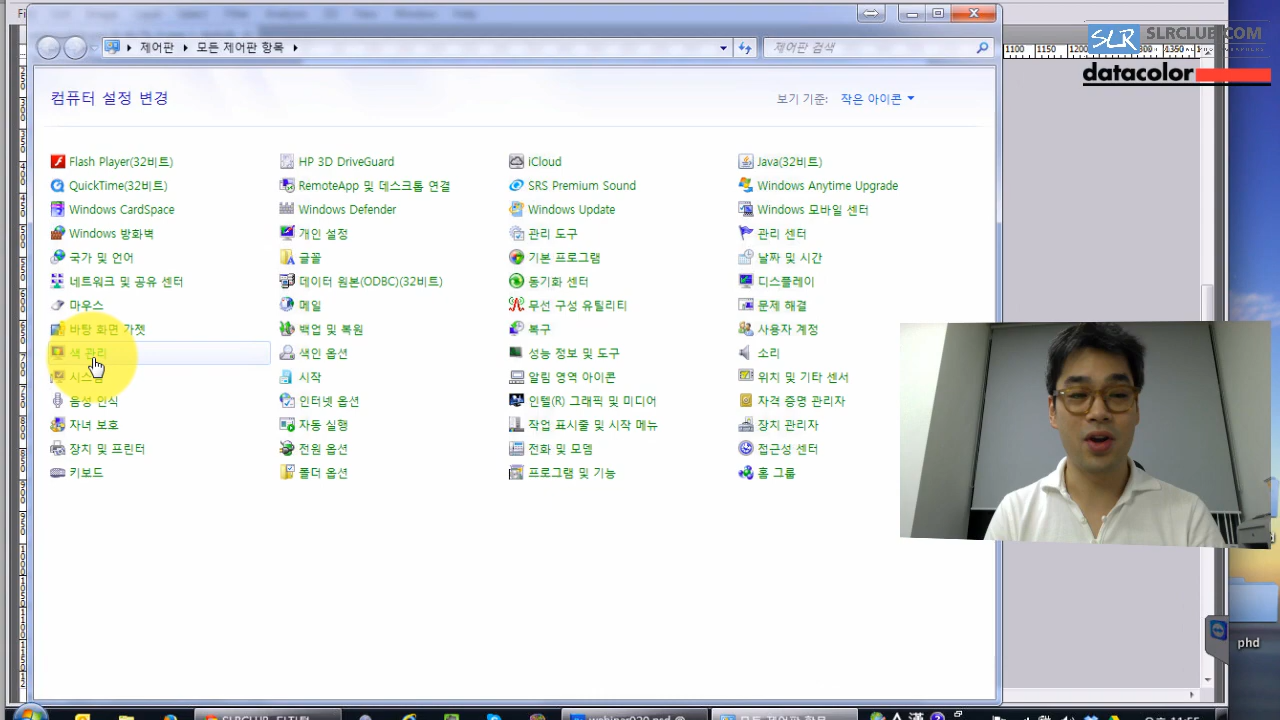 제어판 ▸ 모든 제어판 항목 ▸
제어판 검색
SLR SLRCLUB.COM
datacolor
컴퓨터 설정 변경
보기 기준: 작은 아이콘
Flash Player(32비트)
HP 3D DriveGuard
iCloud
Java(32비트)
QuickTime(32비트)
RemoteApp 및 데스크톱 연결
SRS Premium Sound
Windows Anytime Upgrade
Windows CardSpace
Windows Defender
Windows Update
Windows 모바일 센터
Windows 방화벽
개인 설정
관리 도구
관리 센터
국가 및 언어
글꼴
기본 프로그램
날짜 및 시간
네트워크 및 공유 센터
데이터 원본(ODBC)(32비트)
동기화 센터
디스플레이
마우스
메일
무선 구성 유틸리티
문제 해결
바탕 화면 가젯
백업 및 복원
복구
사용자 계정
색 관리
색인 옵션
성능 정보 및 도구
소리
시스템
시작
알림 영역 아이콘
위치 및 기타 센서
음성 인식
인터넷 옵션
인텔(R) 그래픽 및 미디어
자격 증명 관리자
자녀 보호
자동 실행
작업 표시줄 및 시작 메뉴
장치 관리자
장치 및 프린터
전원 옵션
전화 및 모뎀
접근성 센터
키보드
폴더 옵션
프로그램 및 기능
홈 그룹
phd